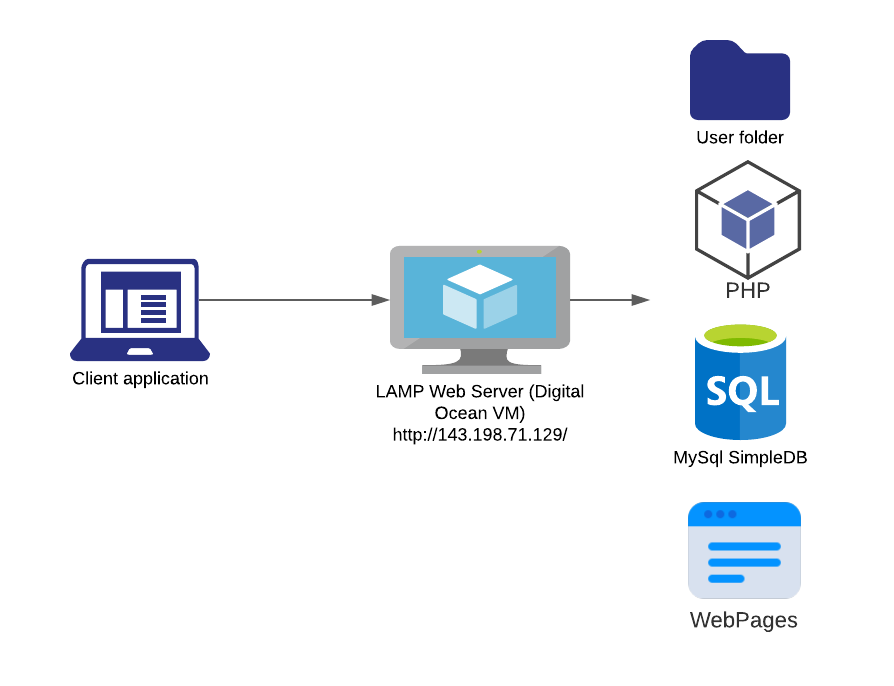 User folder
PHP
Client application
LAMP Web Server (Digital
Ocean VM)
http://143.198.71.129/
SQL
MySql SimpleDB
WebPages